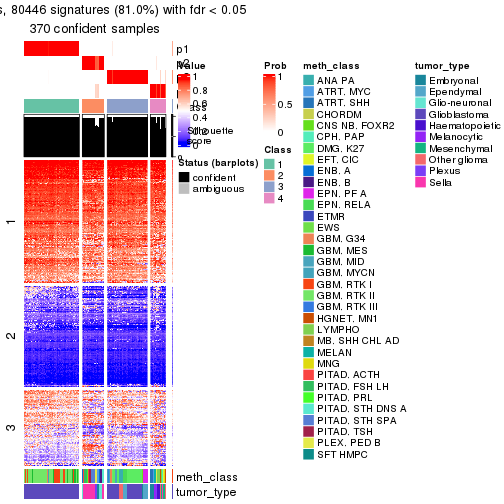 s, 80446 signatures (81.0%) with fdr < 0.05
370 confident samples
p1
Value
1
0.8
0.6
0.4
0.2
0
Silhouette
score
Status (barplots)
confident
ambiguous
Prob
1
0.5
0
Class
1
2
3
4
meth_class
ANA PA
ATRT. MYC
ATRT. SHH
CHORDM
CNS NB. FOXR2
CPH. PAP
DMG. K27
EFT. CIC
ENB. A
ENB. B
EPN. PF A
EPN. RELA
ETMR
EWS
GBM. G34
GBM. MES
GBM. MID
GBM. MYCN
GBM. RTK I
GBM. RTK II
GBM. RTK III
HGNET. MN1
LYMPHO
MB. SHH CHL AD
MELAN
MNG
PITAD. ACTH
PITAD. FSH LH
PITAD. PRL
PITAD. STH DNS A
PITAD. STH SPA
PITAD. TSH
PLEX. PED B
SFT HMPC
tumor_type
Embryonal
Ependymal
Glio-neuronal
Glioblastoma
Haematopoietic
Melanocytic
Mesenchymal
Other glioma
Plexus
Sella
1
2
3
meth_class
tumor_type